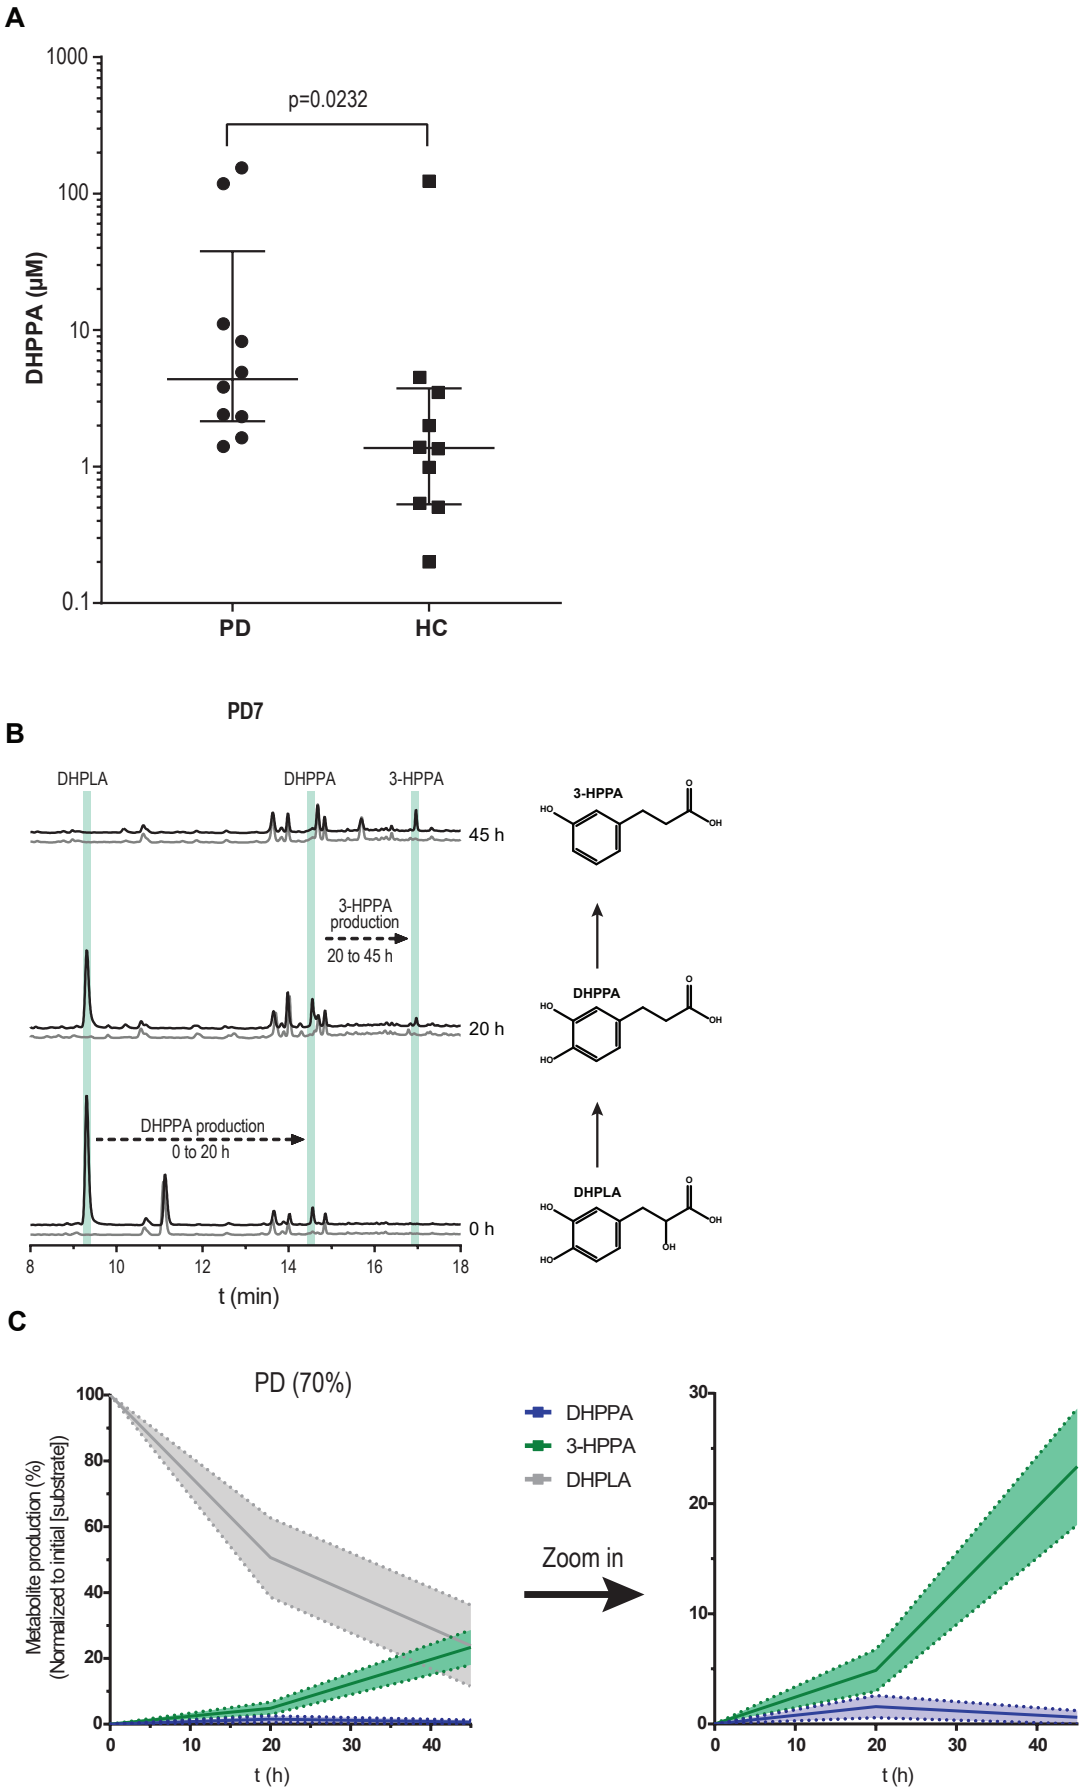 A
1000
100
10
1
0.1
DHPPA (µM)
p=0.0232
PD
HC
PD7
B
DHPLA
DHPPA
3-HPPA
45 h
3-HPPA
production
20 to 45 h
20 h
DHPPA production
0 to 20 h
0 h
8
10
12
14
16
18
t (min)
3-HPPA
HO
O
OH
DHPPA
HO
HO
O
OH
DHPLA
HO
HO
O
OH
OH
C
PD (70%)
Metabolite production (%)
(Normalized to initial [substrate])
100
80
60
40
20
0
0
10
20
30
40
t (h)
DHPPA
3-HPPA
DHPLA
Zoom in
30
20
10
0
0
10
20
30
40
t (h)